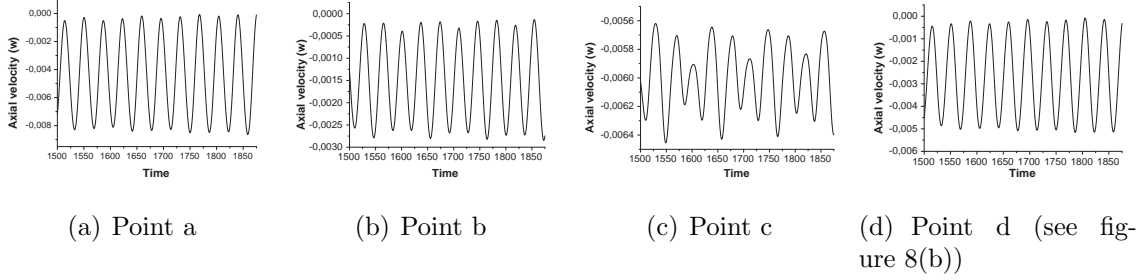 0,000
-0,002
-0,004
-0,006
-0,008
Axial velocity (w)
1500 1550 1600 1650 1700 1750 1800 1850
Time
(a) Point a
0,0000
-0,0005
-0,0010
-0,0015
-0,0020
-0,0025
-0,0030
Axial velocity (w)
1500 1550 1600 1650 1700 1750 1800 1850
Time
(b) Point b
-0,0056
-0,0058
-0,0060
-0,0062
-0,0064
Axial velocity (w)
1500 1550 1600 1650 1700 1750 1800 1850
Time
(c) Point c
0,000
-0,001
-0,002
-0,003
-0,004
-0,005
-0,006
Axial velocity (w)
1500 1550 1600 1650 1700 1750 1800 1850
Time
(d) Point d (see fig-
ure 8(b))